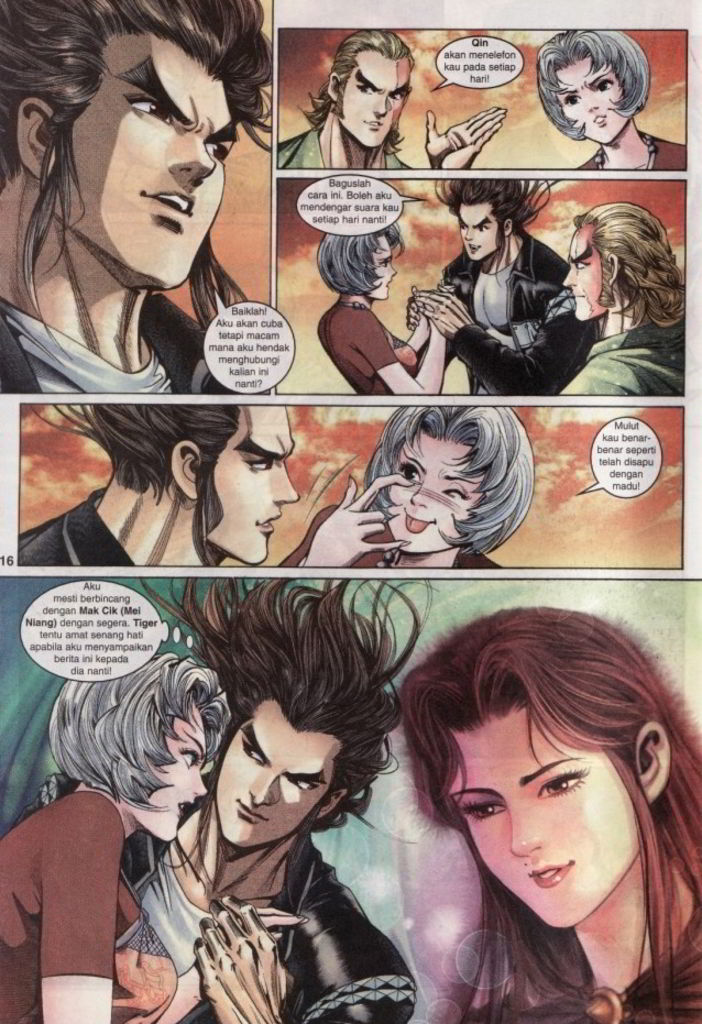 Qin
akan menelefon
kau pada setiap
hari!
Baguslah
cara ini. Boleh aku
mendengar suara kau
setiap hari nanti!
Baiklah!
Aku akan cuba
macam
mana aku hendak
menghubungi
kalian ini
nanti?
Mulut
kau benar-
benar seperti
telah disapu
dengan
madu!
16
Aku
mesti berbincang
dengan Mak Cik (Mei
Niang) dengan segera. Tiger
tentu amat senang hati
apabila aku menyampaikan
berita ini kepada
dia nanti!